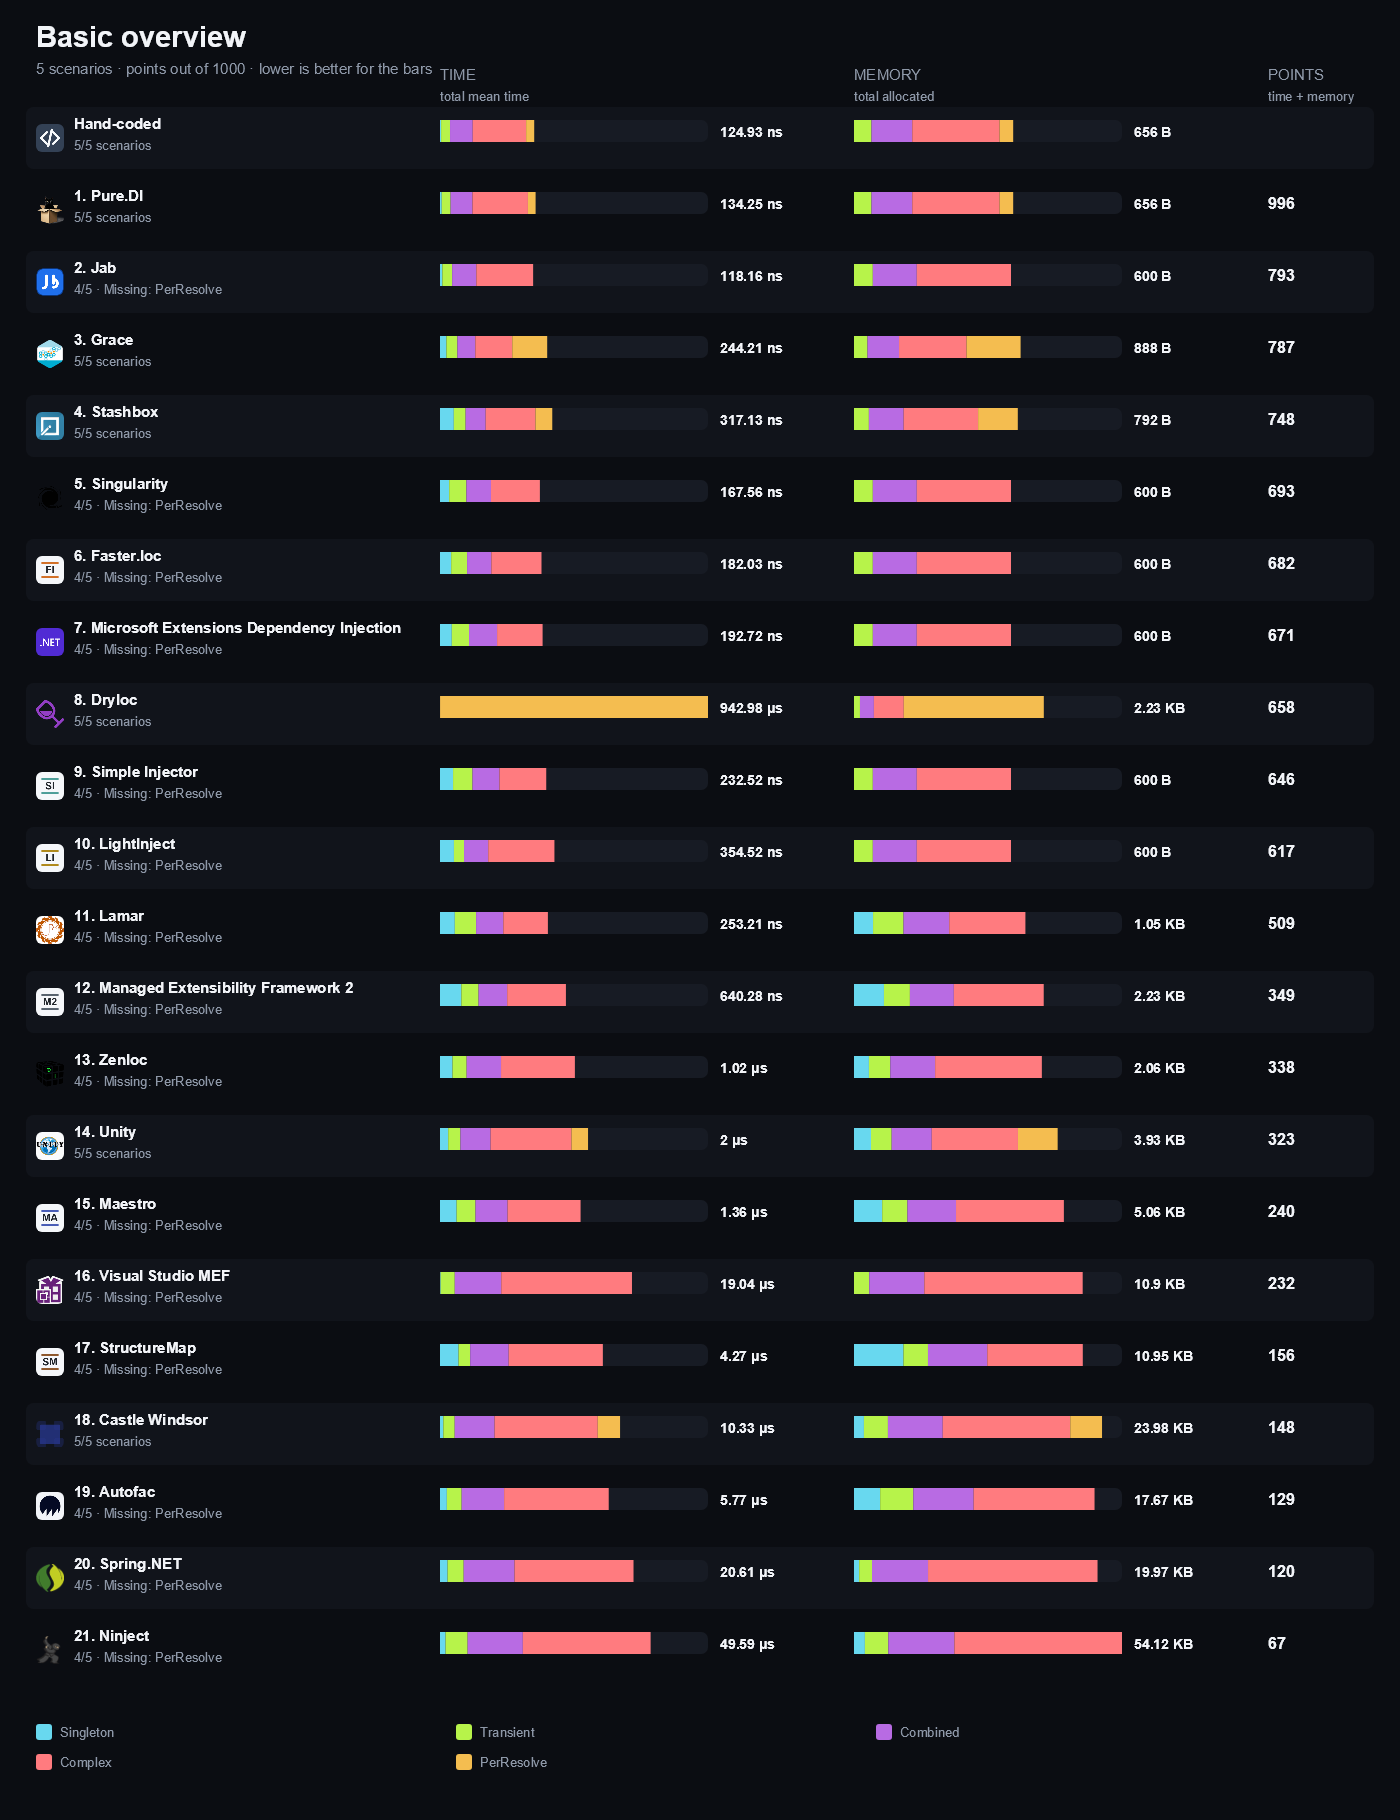 Basic overview
5 scenarios · points out of 1000 · lower is better for the bars
TIME
total mean time
MEMORY
total allocated
POINTS
time + memory
Hand-coded
5/5 scenarios
124.93 ns
656 B
1. Pure.DI
5/5 scenarios
134.25 ns
656 B
996
2. Jab
4/5 · Missing: PerResolve
118.16 ns
600 B
793
3. Grace
5/5 scenarios
244.21 ns
888 B
787
4. Stashbox
5/5 scenarios
317.13 ns
792 B
748
5. Singularity
4/5 · Missing: PerResolve
167.56 ns
600 B
693
FI
6. Faster.Ioc
4/5 · Missing: PerResolve
182.03 ns
600 B
682
.NET
7. Microsoft Extensions Dependency Injection
4/5 · Missing: PerResolve
192.72 ns
600 B
671
8. DryIoc
5/5 scenarios
942.98 µs
2.23 KB
658
SI
9. Simple Injector
4/5 · Missing: PerResolve
232.52 ns
600 B
646
LI
10. LightInject
4/5 · Missing: PerResolve
354.52 ns
600 B
617
11. Lamar
4/5 · Missing: PerResolve
253.21 ns
1.05 KB
509
M2
12. Managed Extensibility Framework 2
4/5 · Missing: PerResolve
640.28 ns
2.23 KB
349
13. ZenIoc
4/5 · Missing: PerResolve
1.02 µs
2.06 KB
338
14. Unity
5/5 scenarios
2 µs
3.93 KB
323
MA
15. Maestro
4/5 · Missing: PerResolve
1.36 µs
5.06 KB
240
16. Visual Studio MEF
4/5 · Missing: PerResolve
19.04 µs
10.9 KB
232
SM
17. StructureMap
4/5 · Missing: PerResolve
4.27 µs
10.95 KB
156
18. Castle Windsor
5/5 scenarios
10.33 µs
23.98 KB
148
19. Autofac
4/5 · Missing: PerResolve
5.77 µs
17.67 KB
129
20. Spring.NET
4/5 · Missing: PerResolve
20.61 µs
19.97 KB
120
21. Ninject
4/5 · Missing: PerResolve
49.59 µs
54.12 KB
67
Singleton
Transient
Combined
Complex
PerResolve